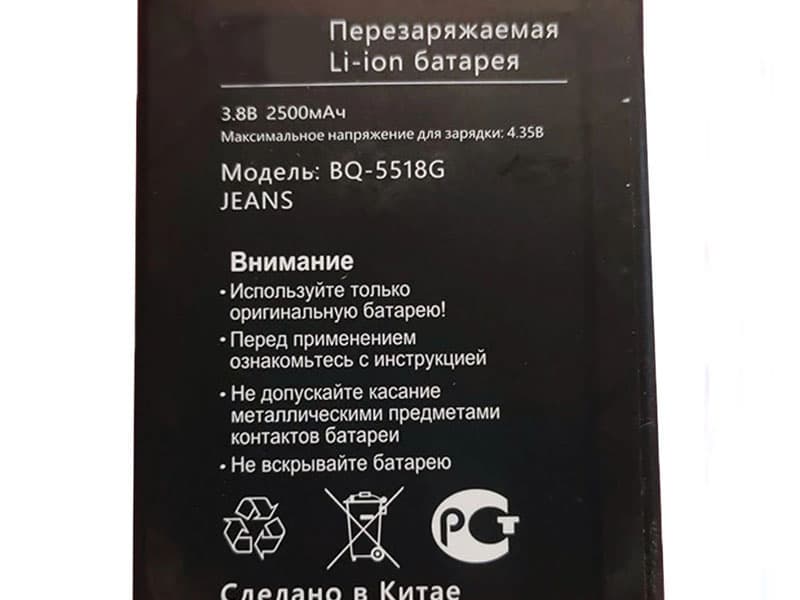 Перезаряжаемая
Li-ion батарея
3.8В 2500мАч
Максимальное напряжение для зарядки: 4.35В
Модель: BQ-5518G
JEANS
Внимание
• Используйте только
оригинальную батарею!
• Перед применением
ознакомьтесь с инструкцией
• Не допускайте касание
металлическими предметами
контактов батареи
• Не вскрывайте батарею
РСТ
Сделано в Китае